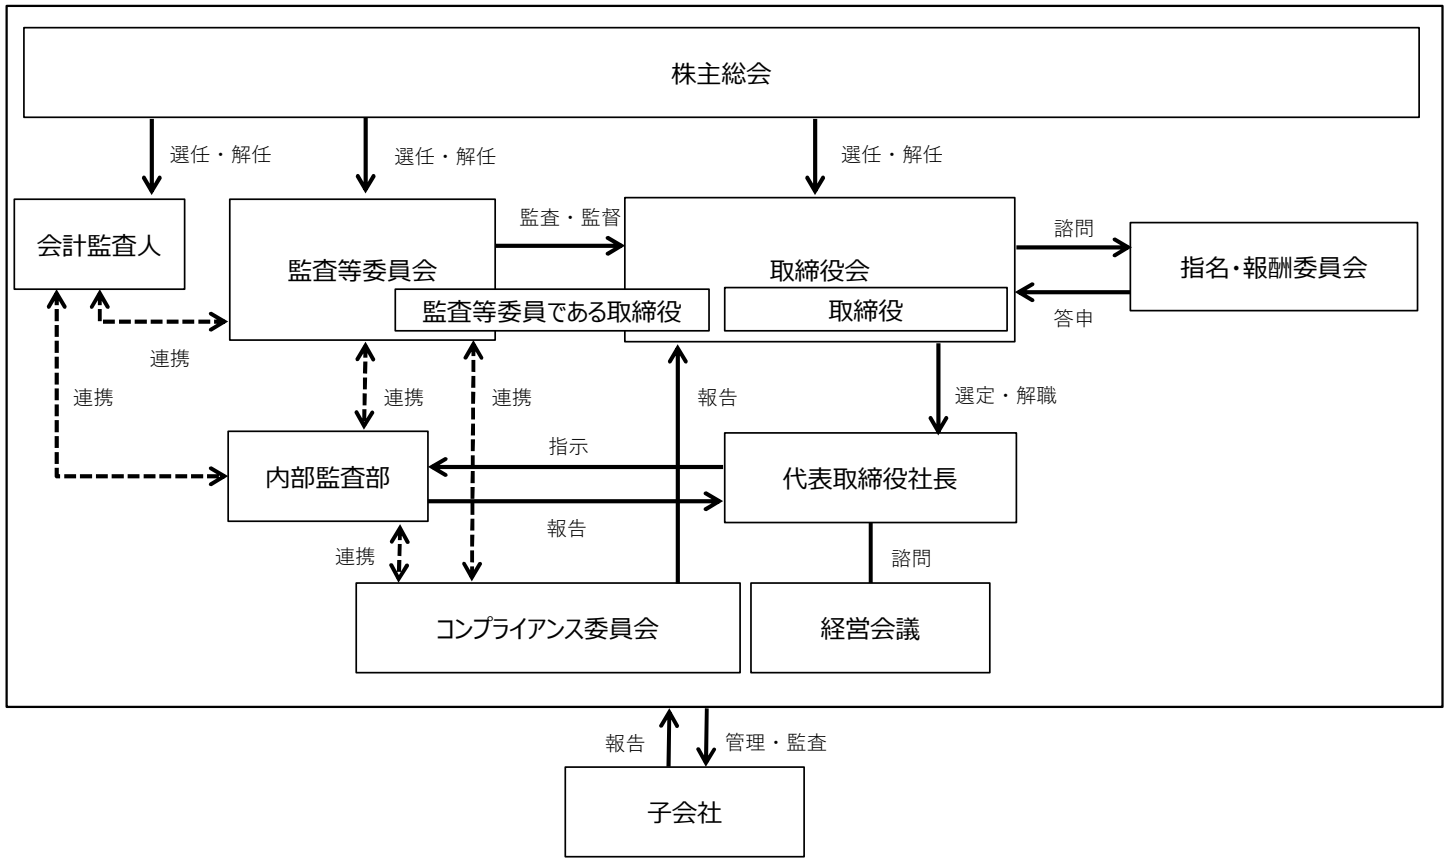 株主総会
選任・解任
選任・解任
選任・解任
会計監査人
監査等委員会
監査・監督
取締役会
諮問
指名・報酬委員会
答申
監査等委員である取締役
取締役
連携
連携
連携
連携
報告
選定・解職
内部監査部
指示
報告
代表取締役社長
連携
諮問
コンプライアンス委員会
経営会議
報告
管理・監査
子会社